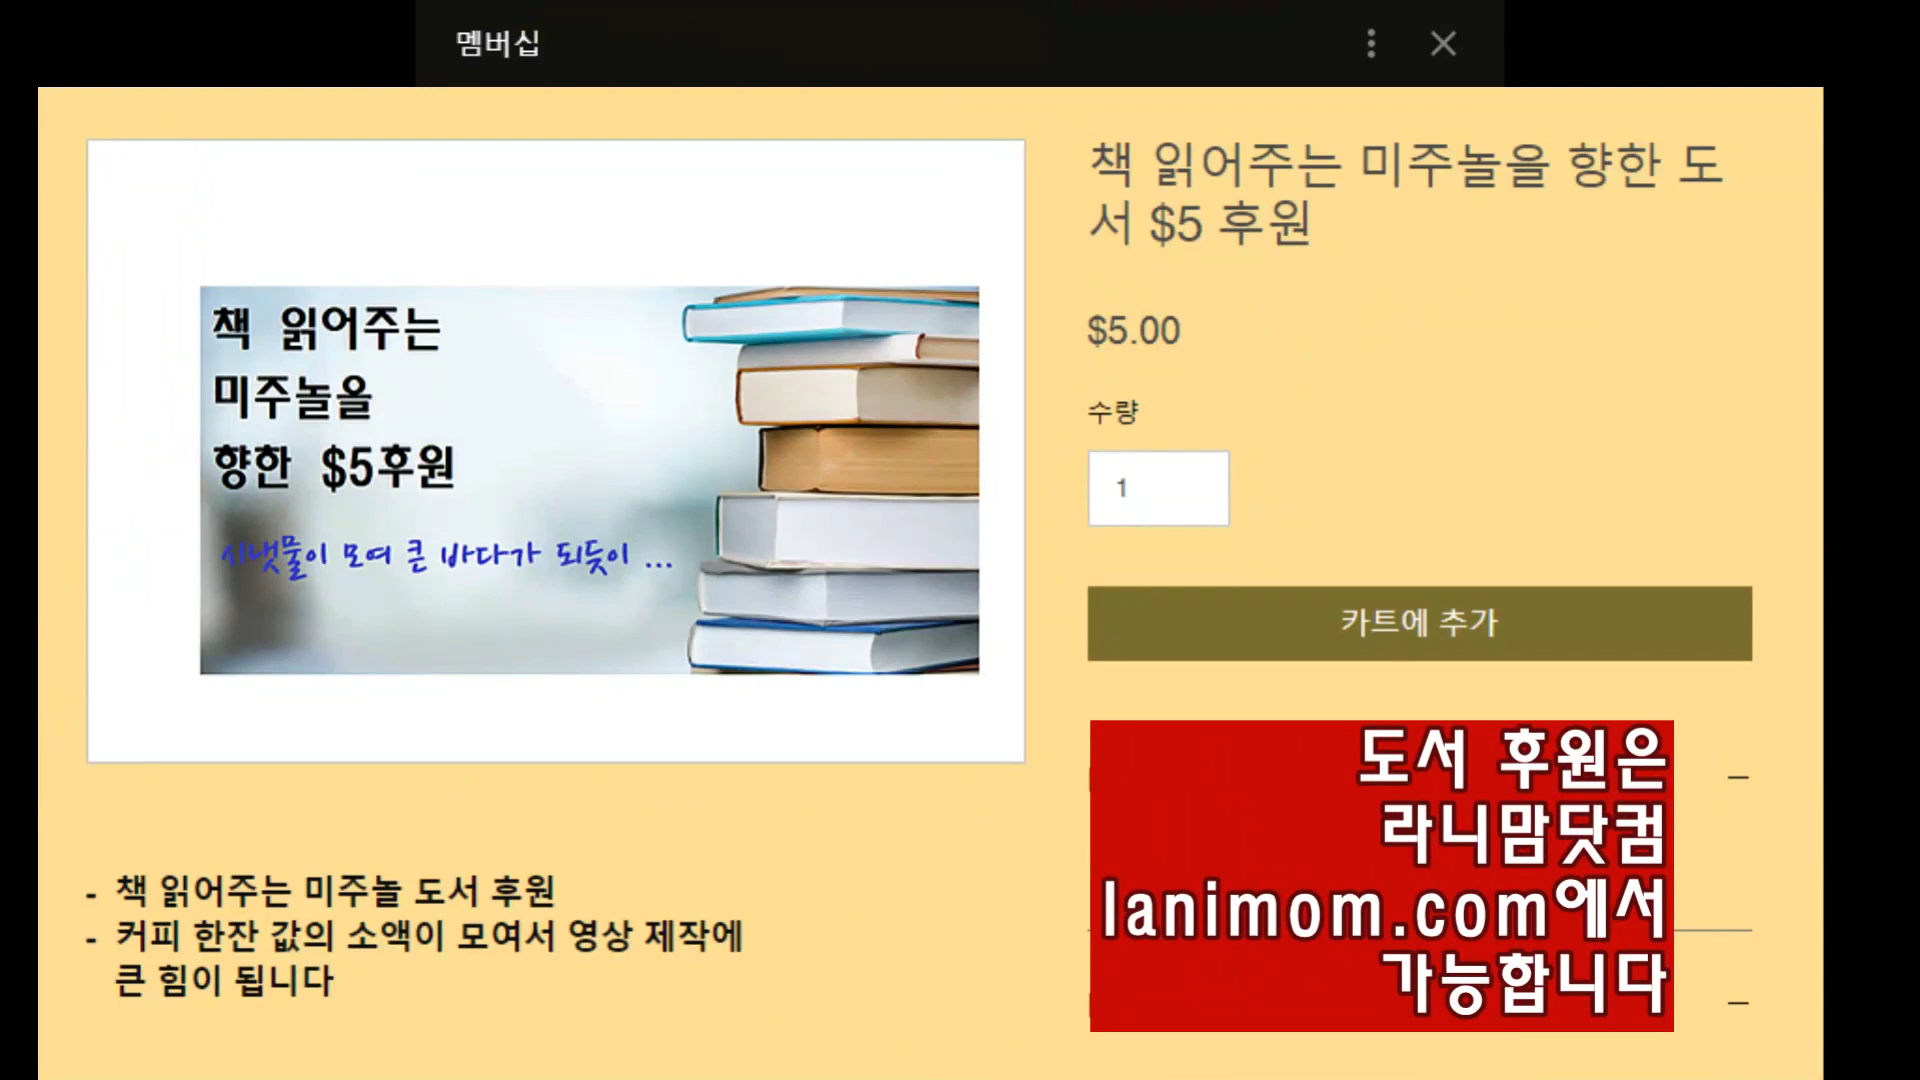 멤버십
책 읽어주는 미주놀을 향한 도
서 $5 후원
$5.00
수량
1
카트에 추가
책 읽어주는
미주놀을
향한 $5후원
시냇물이 모여 큰 바다가 되듯이 ...
- 책 읽어주는 미주놀 도서 후원
- 커피 한잔 값의 소액이 모여서 영상 제작에
큰 힘이 됩니다
도서 후원은
라니맘닷컴
lanimom.com에서
가능합니다